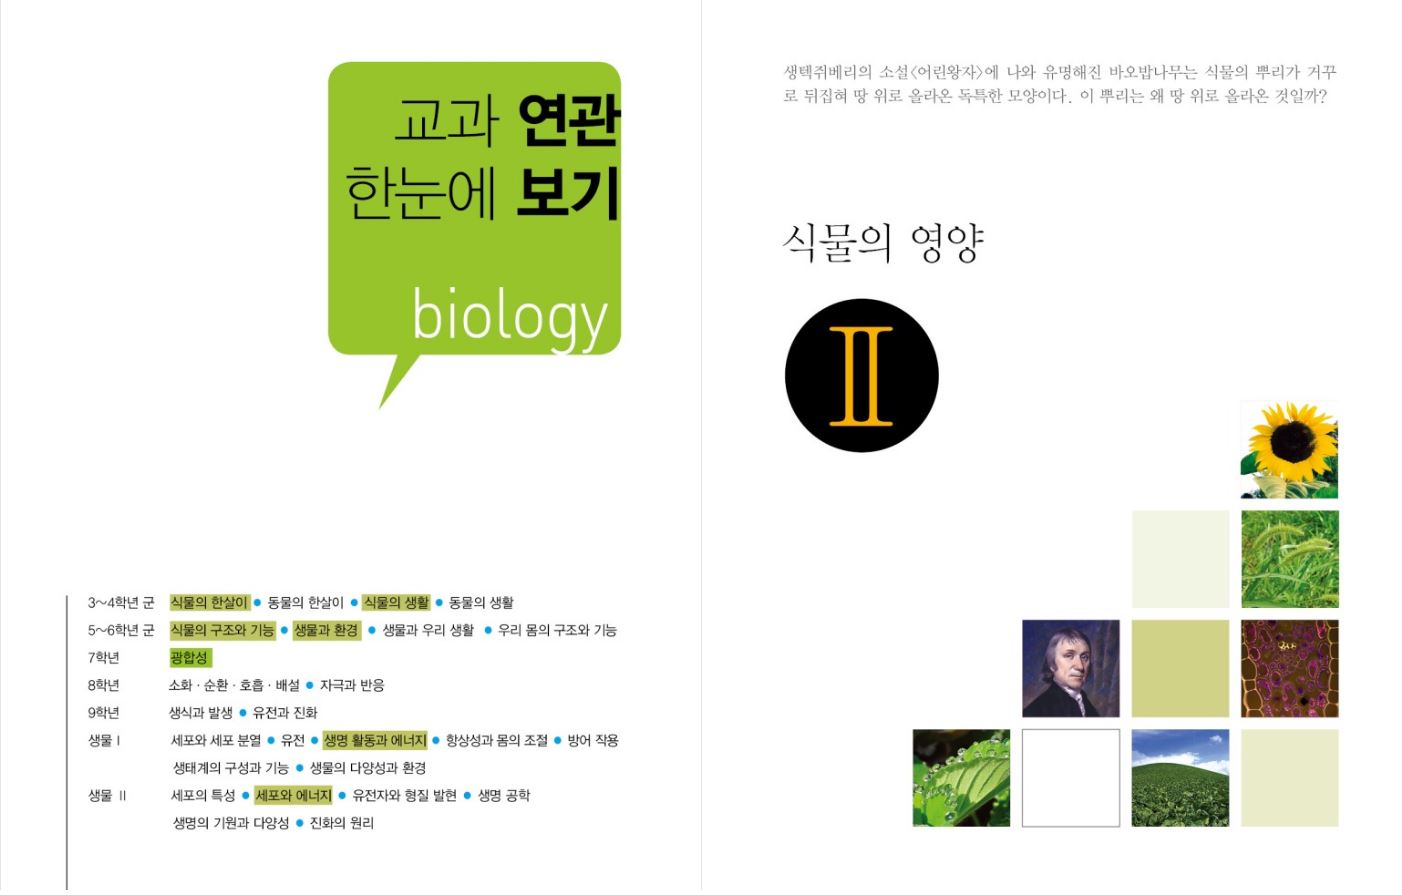 교과 연관
한눈에 보기
biology
3~4학년 군 식물의 한살이 ● 동물의 한살이 ● 식물의 생활 ● 동물의 생활
5~6학년 군 식물의 구조와 기능 ● 생물과 환경 ● 생물과 우리 생활 ● 우리 몸의 구조와 기능
7학년 광합성
8학년 소화 · 순환 · 호흡 · 배설 ● 자극과 반응
9학년 생식과 발생 ● 유전과 진화
생물 Ⅰ 세포와 세포 분열 ● 유전 ● 생명 활동과 에너지 ● 항상성과 몸의 조절 ● 방어 작용
생태계의 구성과 기능 ● 생물의 다양성과 환경
생물 Ⅱ 세포의 특성 ● 세포와 에너지 ● 유전자와 형질 발현 ● 생명 공학
생명의 기원과 다양성 ● 진화의 원리
생텍쥐베리의 소설〈어린왕자〉에 나와 유명해진 바오밥나무는 식물의 뿌리가 거꾸
로 뒤집혀 땅 위로 올라온 독특한 모양이다. 이 뿌리는 왜 땅 위로 올라온 것일까?
식물의 영양
Ⅱ